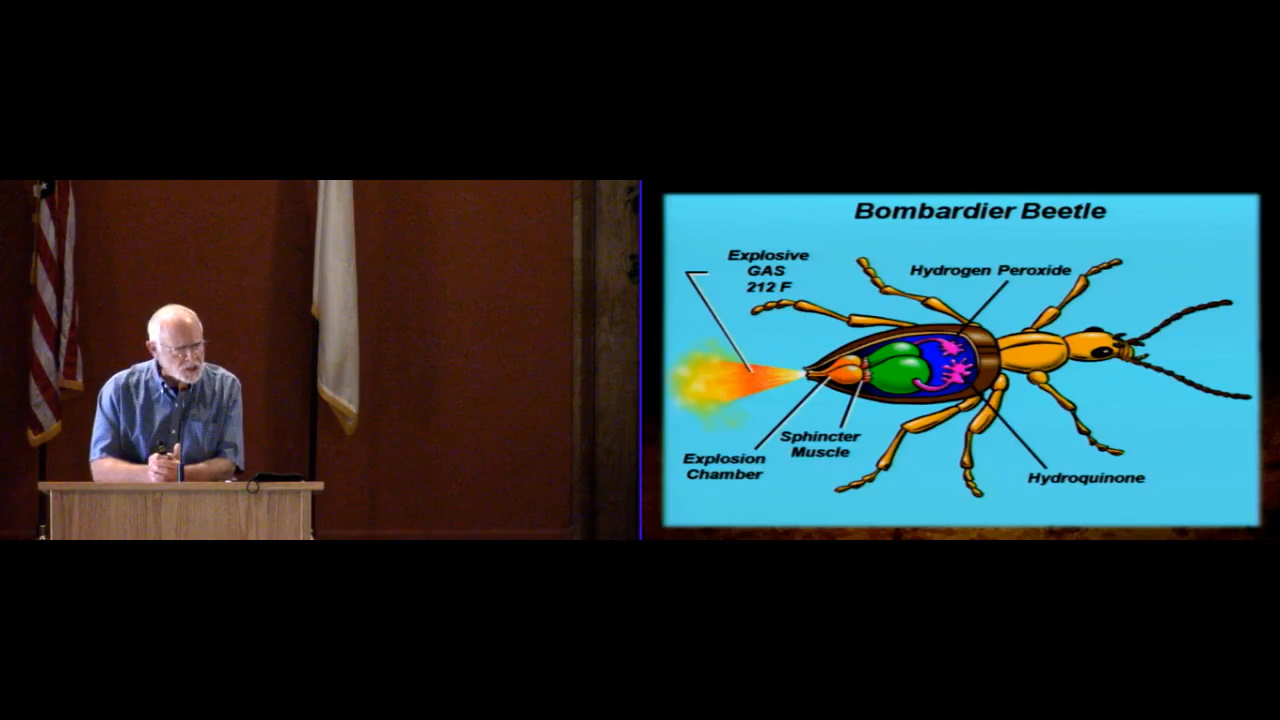 Bombardier Beetle
Explosive
GAS
212 F
Hydrogen Peroxide
Sphincter
Muscle
Explosion
Chamber
Hydroquinone